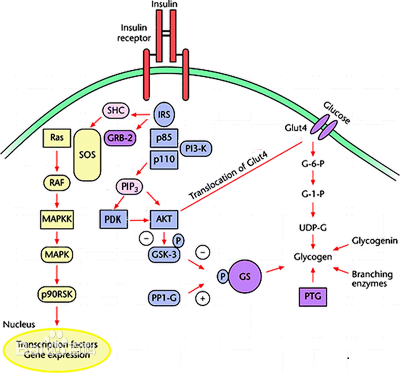 Insulin
Insulin
receptor
SHC
IRS
Glucose
Ras
SOS
GRB-2
p85
PI3-K
p110
Glut4
G-6-P
RAF
PIP3
Translocation of Glut4
G-1-P
MAPKK
PDK
AKT
UDP-G
−
P
MAPK
GSK-3
−
Glycogenin
P
GS
Glycogen
p90RSK
PP1-G
+
Branching
enzymes
PTG
Nucleus
Transcription factors
Gene expression